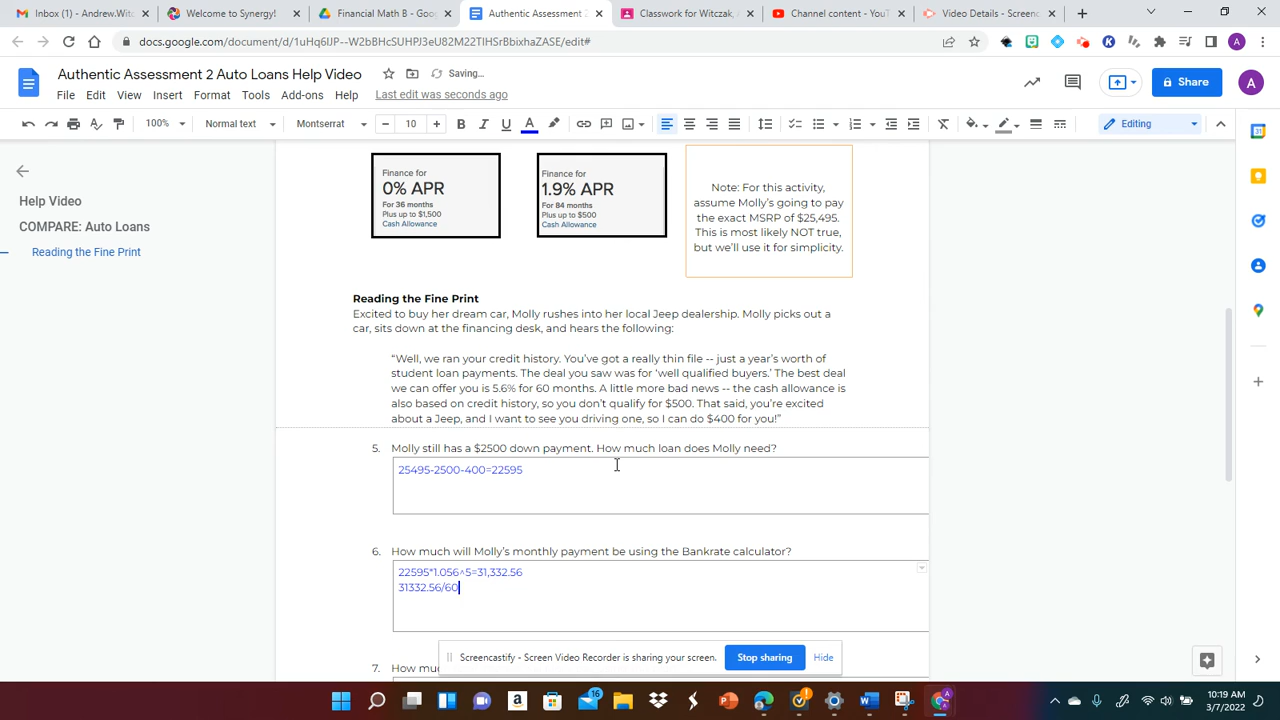 Inbox (1) - Andrew.Witc
Welcome to Synergy!
Financial Math B - Goo
Authentic Assessment 2
Classwork for Witczak, A
Channel content - YouT
Video Details - Screenc
docs.google.com/document/d/1uHq6lJP--W2bBHcSUHPJ3eU82M22TIHSrBbixhaZASE/edit#
Authentic Assessment 2 Auto Loans Help Video
Saving...
Share
File Edit View Insert Format Tools Add-ons Help Last edit was seconds ago
100% Normal text Montserrat 10 Editing
Help Video
COMPARE: Auto Loans
Reading the Fine Print
Finance for
0% APR
For 36 months
Plus up to $1,500
Cash Allowance
Finance for
1.9% APR
For 84 months
Plus up to $500
Cash Allowance
Note: For this activity,
assume Molly's going to pay
the exact MSRP of $25,495.
This is most likely NOT true,
but we'll use it for simplicity.
Reading the Fine Print
Excited to buy her dream car, Molly rushes into her local Jeep dealership. Molly picks out a
car, sits down at the financing desk, and hears the following:
"Well, we ran your credit history. You've got a really thin file -- just a year's worth of
student loan payments. The deal you saw was for 'well qualified buyers.' The best deal
we can offer you is 5.6% for 60 months. A little more bad news -- the cash allowance is
also based on credit history, so you don't qualify for $500. That said, you're excited
about a Jeep, and I want to see you driving one, so I can do $400 for you!"
5. Molly still has a $2500 down payment. How much loan does Molly need?
25495-2500-400=22595
6. How much will Molly's monthly payment be using the Bankrate calculator?
22595*1.056^5=31,332.56
31332.56/60
Screencastify - Screen Video Recorder is sharing your screen. Stop sharing Hide
7. How muc
16
10:19 AM
3/7/2022